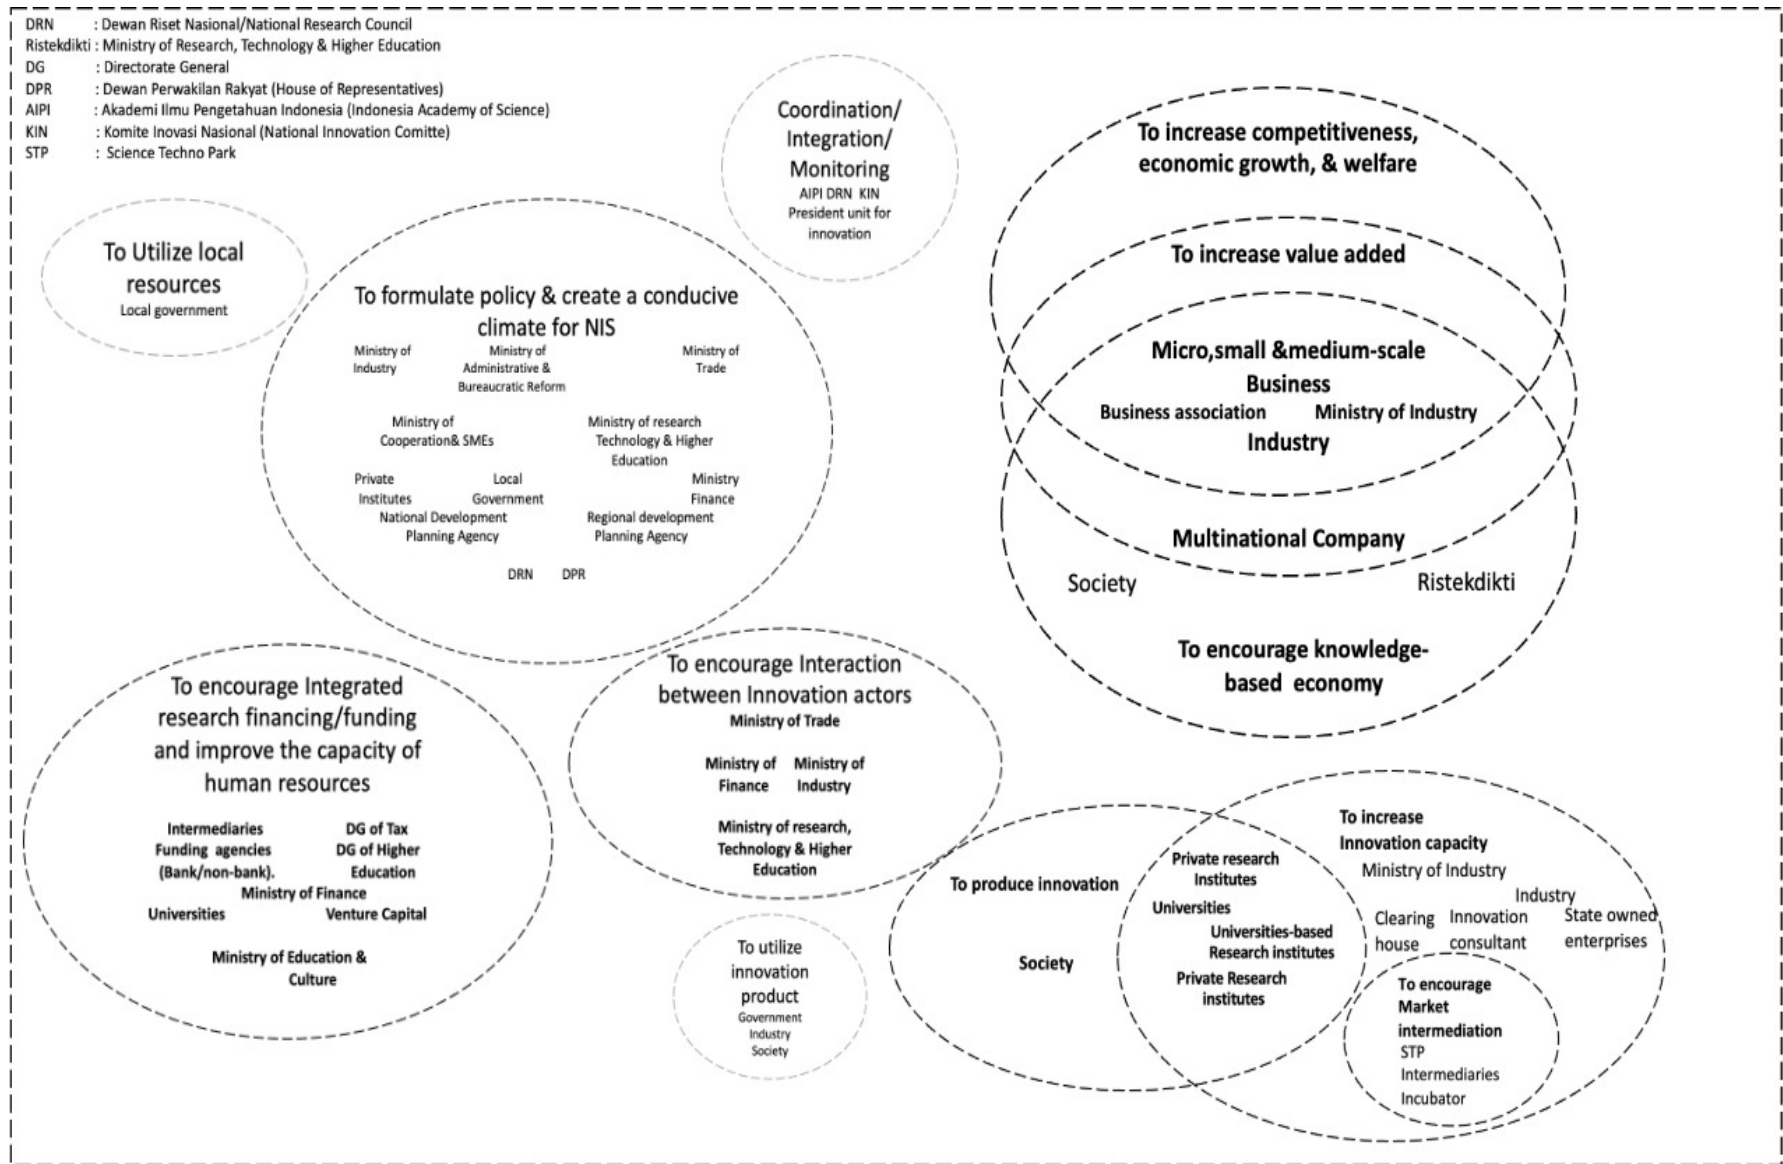 DRN : Dewan Riset Nasional/National Research Council
Ristekdikti : Ministry of Research, Technology & Higher Education
DG : Directorate General
DPR : Dewan Perwakilan Rakyat (House of Representatives)
AIPI : Akademi Ilmu Pengetahuan Indonesia (Indonesia Academy of Science)
KIN : Komite Inovasi Nasional (National Innovation Comitte)
STP : Science Techno Park
Coordination/
Integration/
Monitoring
AIPI DRN KIN
President unit for
innovation
To Utilize local
resources
Local government
To formulate policy & create a conducive
climate for NIS
Ministry of
Industry
Ministry of
Administrative &
Bureaucratic Reform
Ministry of
Trade
Ministry of
Cooperation& SMEs
Ministry of research
Technology & Higher
Education
Private
Institutes
Local
Government
Ministry
Finance
National Development
Planning Agency
Regional development
Planning Agency
DRN DPR
To increase competitiveness,
economic growth, & welfare
To increase value added
Micro,small &medium-scale
Business
Business association Ministry of Industry
Industry
Multinational Company
Society Ristekdikti
To encourage knowledge-
based economy
To encourage Integrated
research financing/funding
and improve the capacity of
human resources
Intermediaries
Funding agencies
(Bank/non-bank).
DG of Tax
DG of Higher
Education
Ministry of Finance
Universities Venture Capital
Ministry of Education &
Culture
To encourage Interaction
between Innovation actors
Ministry of Trade
Ministry of
Finance
Ministry of
Industry
Ministry of research,
Technology & Higher
Education
To utilize
innovation
product
Government
Industry
Society
To produce innovation
Society
Private research
Institutes
Universities
Universities-based
Research institutes
Private Research
institutes
To increase
Innovation capacity
Ministry of Industry
Industry
Clearing
house
Innovation
consultant
State owned
enterprises
To encourage
Market
intermediation
STP
Intermediaries
Incubator